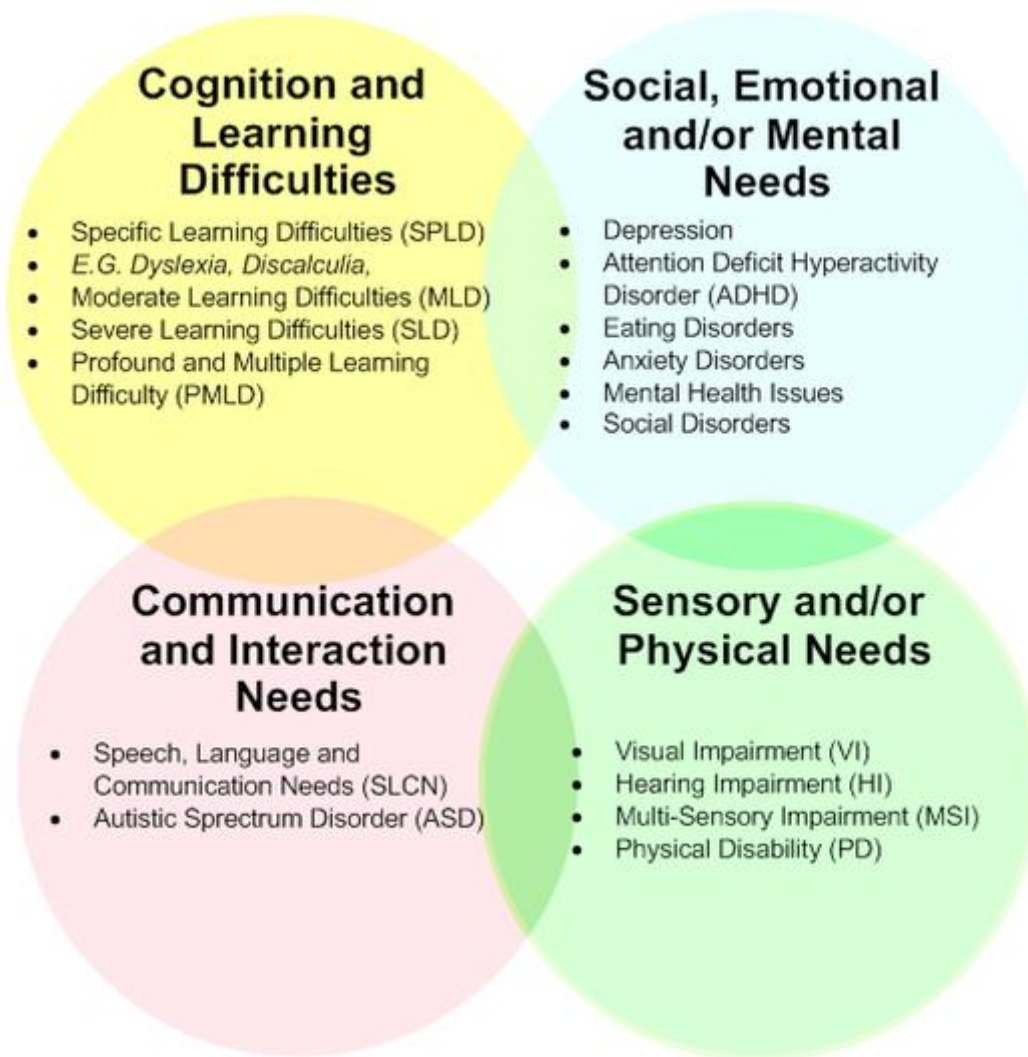 Cognition and
Learning
Difficulties
• Specific Learning Difficulties (SPLD)
• E.G. Dyslexia, Discalculia,
• Moderate Learning Difficulties (MLD)
• Severe Learning Difficulties (SLD)
• Profound and Multiple Learning
Difficulty (PMLD)
Social, Emotional
and/or Mental
Needs
• Depression
• Attention Deficit Hyperactivity
Disorder (ADHD)
• Eating Disorders
• Anxiety Disorders
• Mental Health Issues
• Social Disorders
Communication
and Interaction
Needs
• Speech, Language and
Communication Needs (SLCN)
• Autistic Sprectrum Disorder (ASD)
Sensory and/or
Physical Needs
• Visual Impairment (VI)
• Hearing Impairment (HI)
• Multi-Sensory Impairment (MSI)
• Physical Disability (PD)